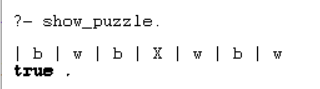 ?- show_puzzle.
| b | w | b | X | w | b | w
true .